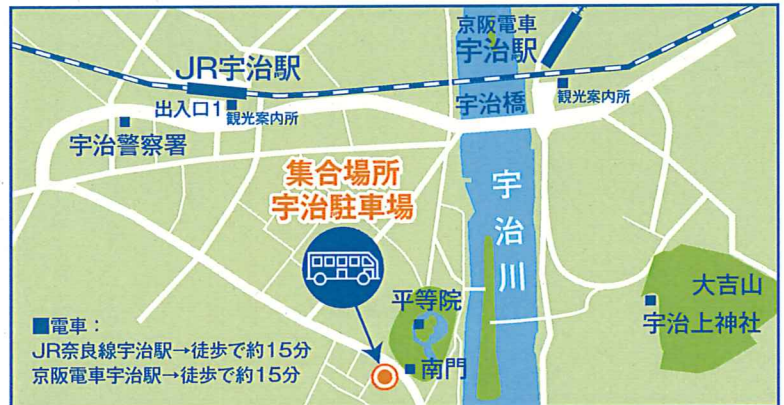 京阪電車
宇治駅
JR宇治駅
出入口1
観光案内所
観光案内所
宇治橋
宇治警察署
集合場所
宇治駐車場
宇治川
平等院
南門
大吉山
宇治上神社
■電車：
JR奈良線宇治駅→徒歩で約15分
京阪電車宇治駅→徒歩で約15分